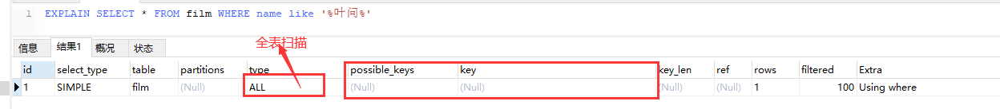 1 EXPLAIN SELECT * FROM film WHERE name like '%叶问%'
信息 结果1 概况 状态
全表扫描
id select_type table partitions type possible_keys key key_len ref rows filtered Extra
1 SIMPLE film (Null) ALL (Null) (Null) (Null) (Null) 1 100 Using where